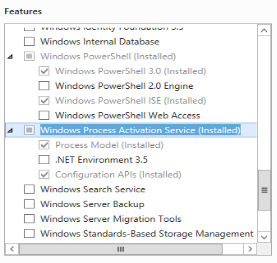 Features
Windows Identity Foundation 3.5
Windows Internal Database
Windows PowerShell (Installed)
Windows PowerShell 3.0 (Installed)
Windows PowerShell 2.0 Engine
Windows PowerShell ISE (Installed)
Windows PowerShell Web Access
Windows Process Activation Service (Installed)
Process Model (Installed)
.NET Environment 3.5
Configuration APIs (Installed)
Windows Search Service
Windows Server Backup
Windows Server Migration Tools
Windows Standards-Based Storage Management